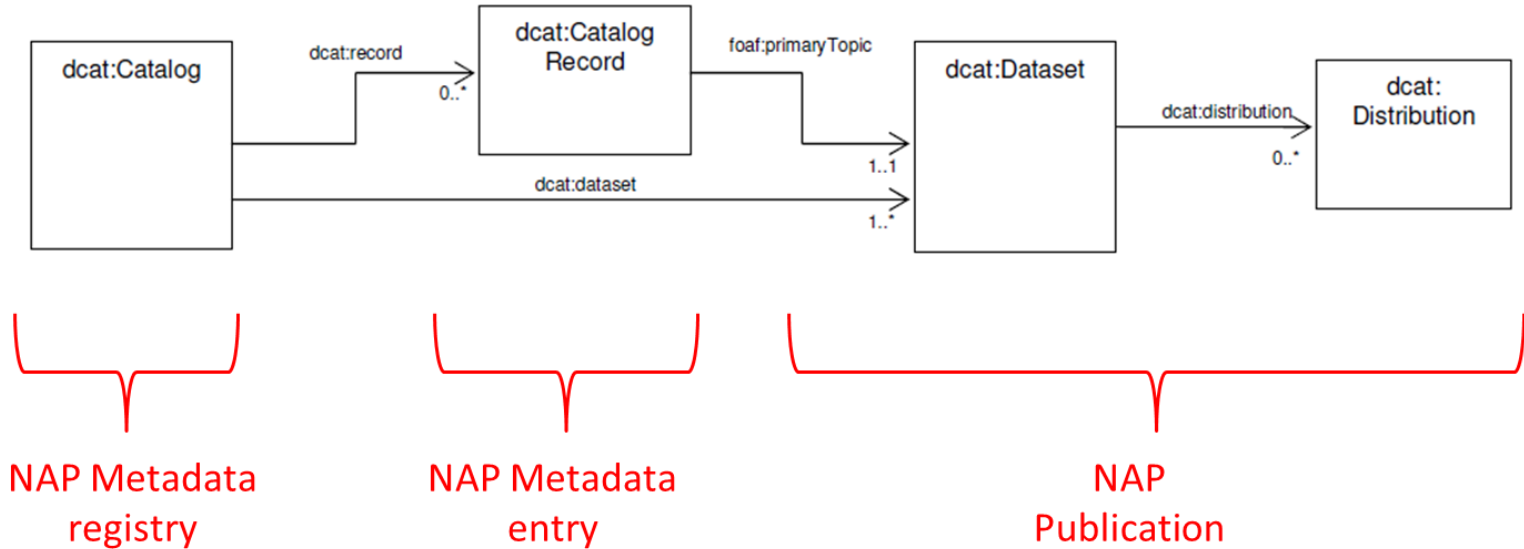 dcat:Catalog
dcat:record
0..*
dcat:Catalog
Record
foaf:primaryTopic
1..1
dcat:dataset
1..*
dcat:Dataset
dcat:distribution
0..*
dcat:
Distribution
NAP Metadata
registry
NAP Metadata
entry
NAP
Publication